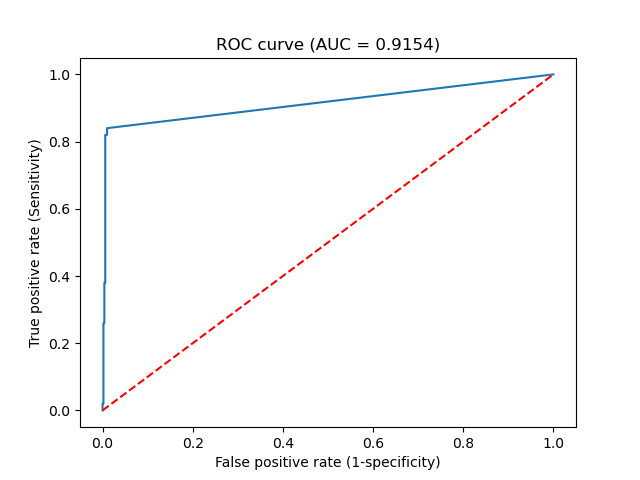 ROC curve (AUC = 0.9154)
1.0
0.8
0.6
0.4
0.2
0.0
True positive rate (Sensitivity)
0.0 0.2 0.4 0.6 0.8 1.0
False positive rate (1-specificity)